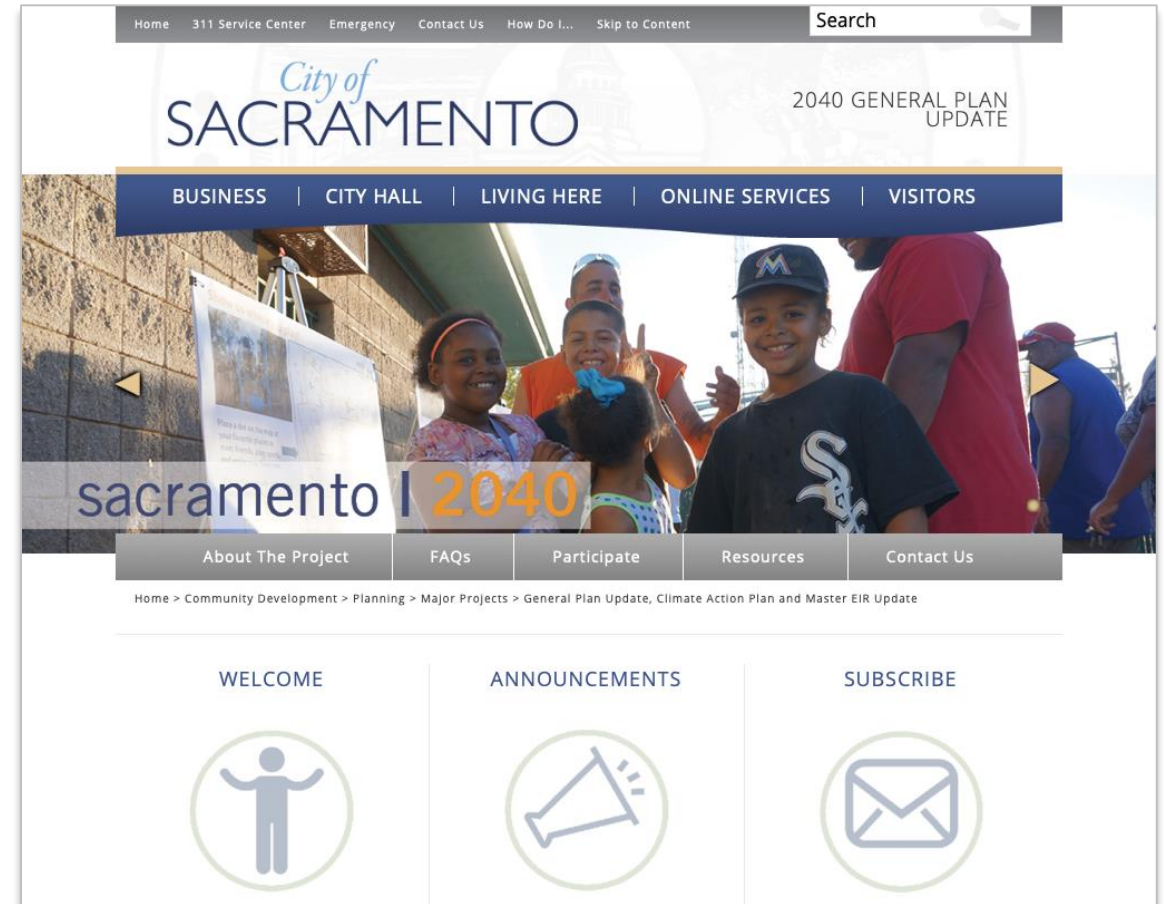 Home 311 Service Center Emergency Contact Us How Do I... Skip to Content Search
City of
SACRAMENTO
2040 GENERAL PLAN
UPDATE
BUSINESS CITY HALL LIVING HERE ONLINE SERVICES VISITORS
sacramento | 2040
About The Project FAQs Participate Resources Contact Us
Home > Community Development > Planning > Major Projects > General Plan Update, Climate Action Plan and Master EIR Update
WELCOME ANNOUNCEMENTS SUBSCRIBE